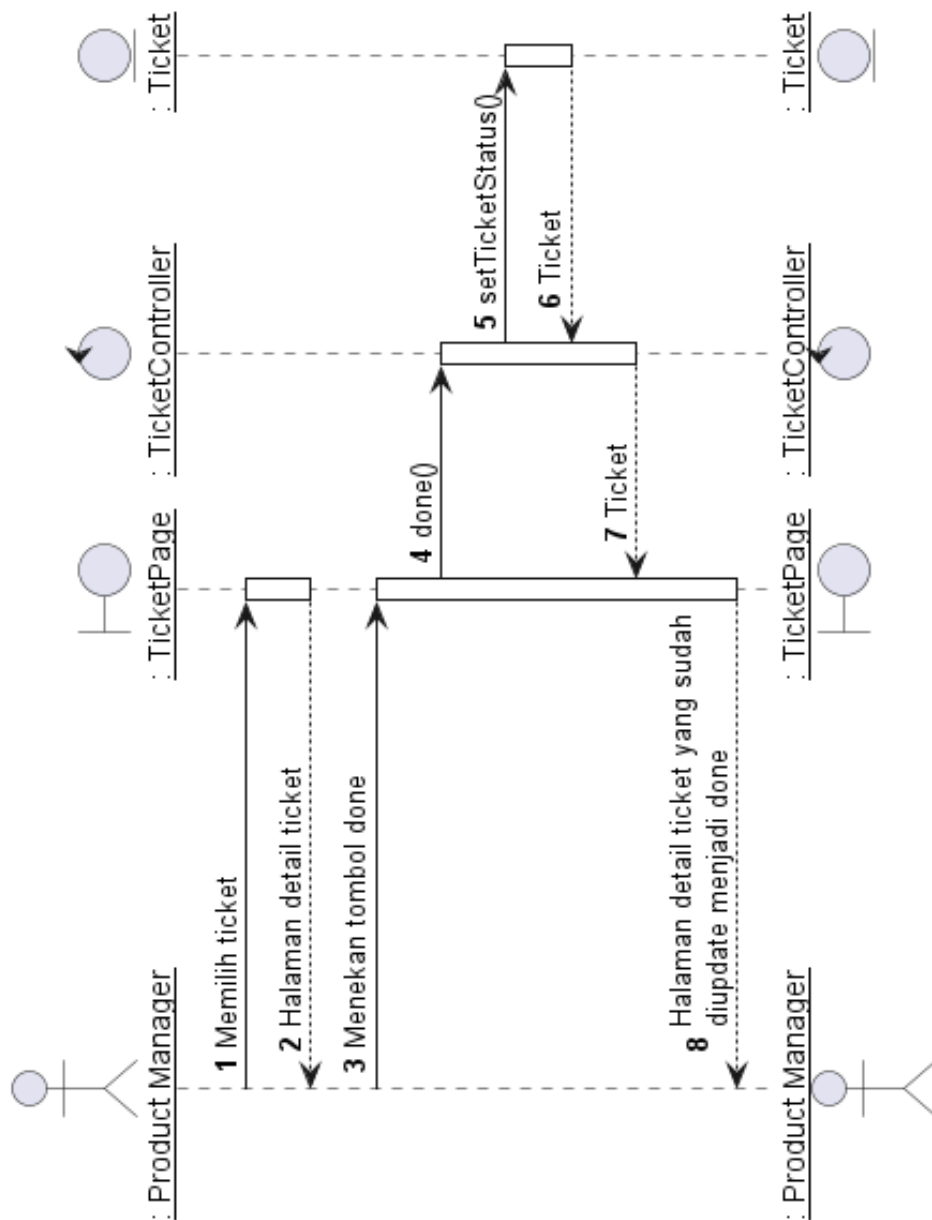 : Product Manager
: TicketPage
: TicketController
: Ticket
1 Memilih ticket
2 Halaman detail ticket
3 Menekan tombol done
4 done()
5 setTicketStatus()
6 Ticket
7 Ticket
8 Halaman detail ticket yang sudah
diupdate menjadi done
: Product Manager
: TicketPage
: TicketController
: Ticket